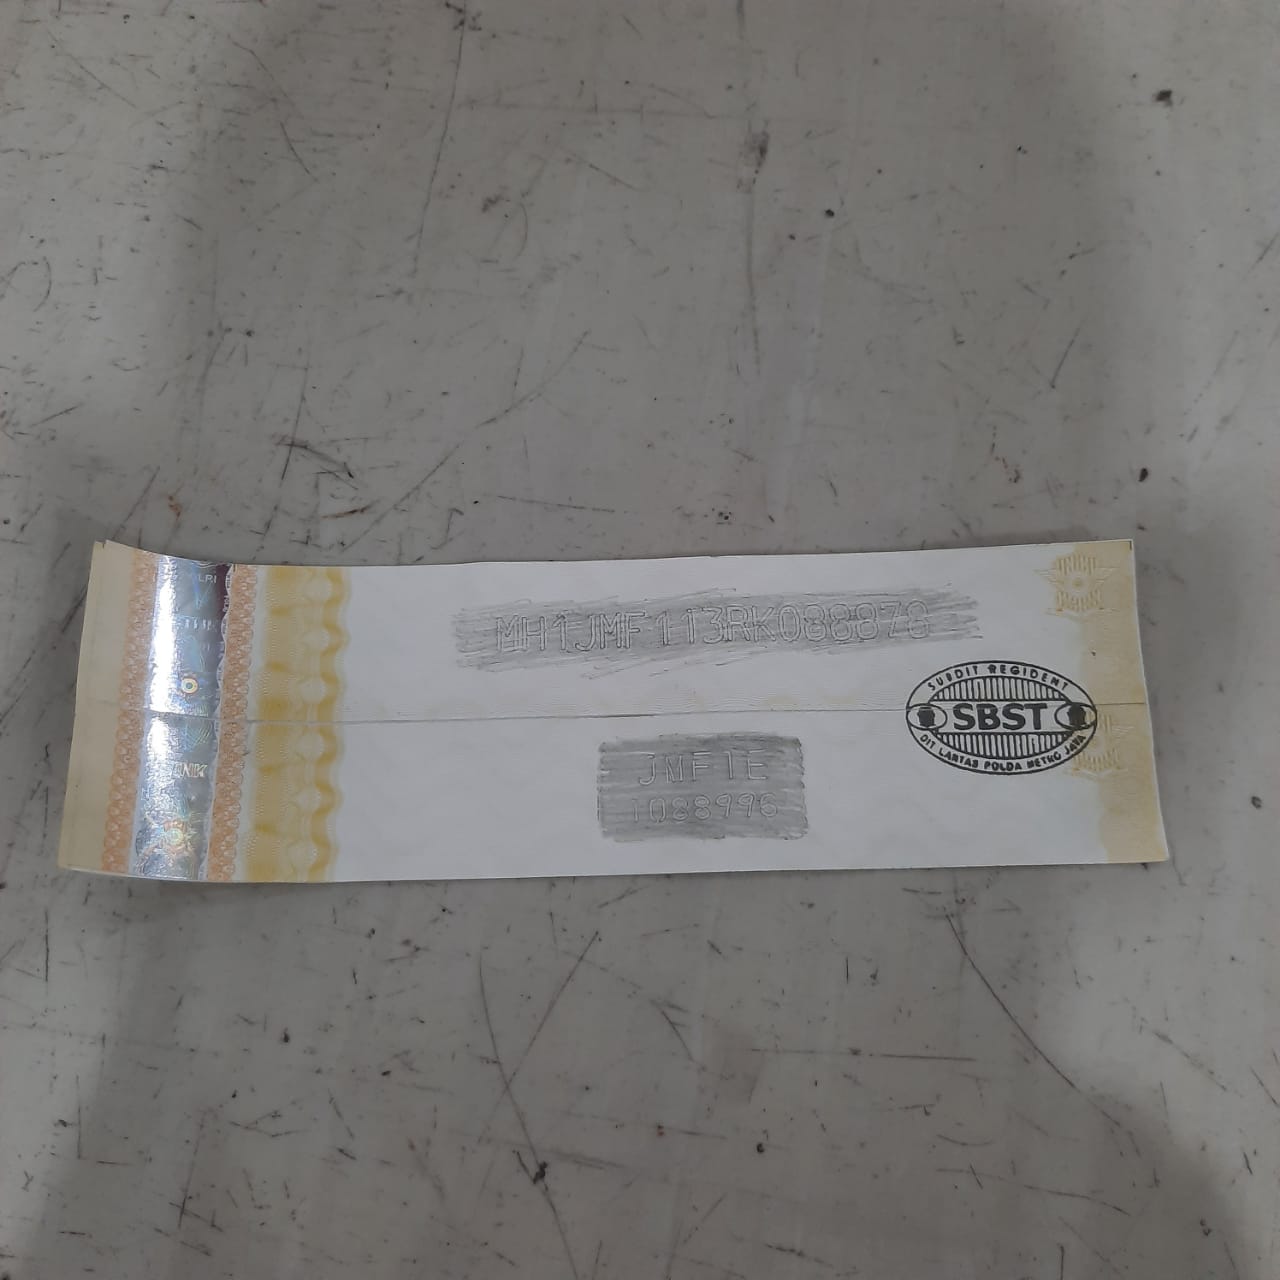 MH1JMF113RK088878
SUBDIT REGIDENT
SBST
DIT LANTAS POLDA METRO JAYA
JMF1E
1088996